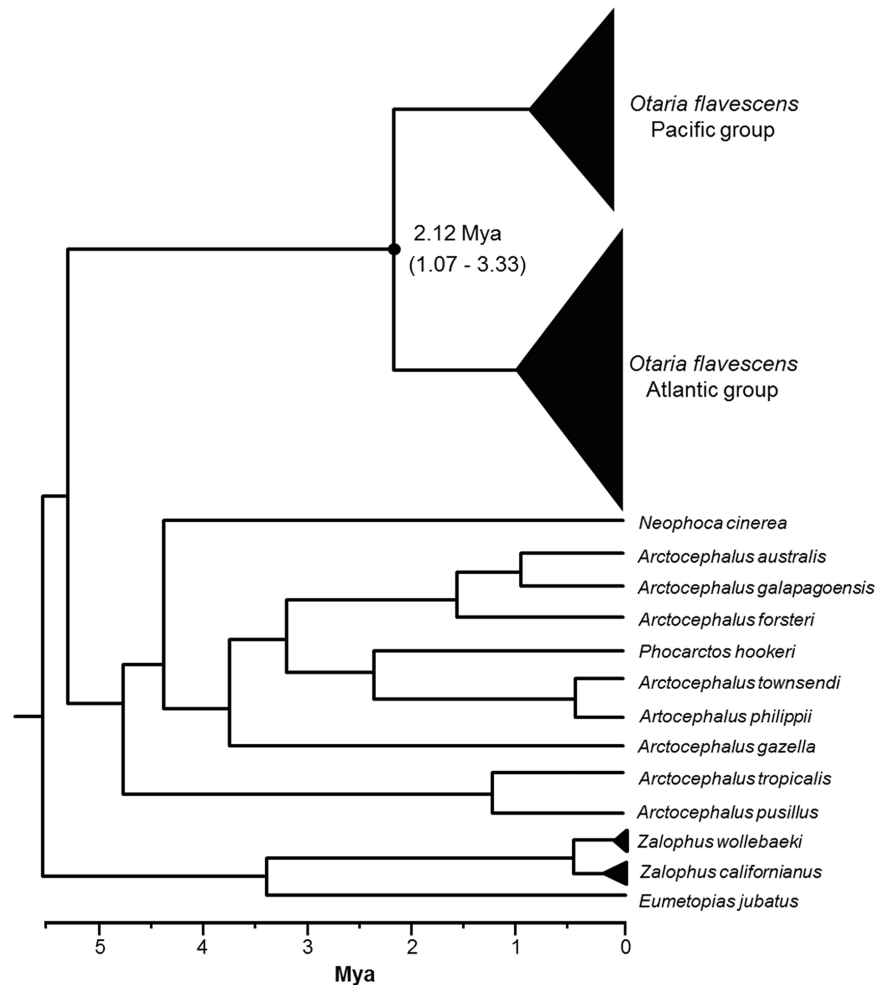 Otaria flavescens
Pacific group
2.12 Mya
(1.07 - 3.33)
Otaria flavescens
Atlantic group
Neophoca cinerea
Arctocephalus australis
Arctocephalus galapagoensis
Arctocephalus forsteri
Phocarctos hookeri
Arctocephalus townsendi
Artocephalus philippii
Arctocephalus gazella
Arctocephalus tropicalis
Arctocephalus pusillus
Zalophus wollebaeki
Zalophus californianus
Eumetopias jubatus
5 4 3 2 1 0
Mya